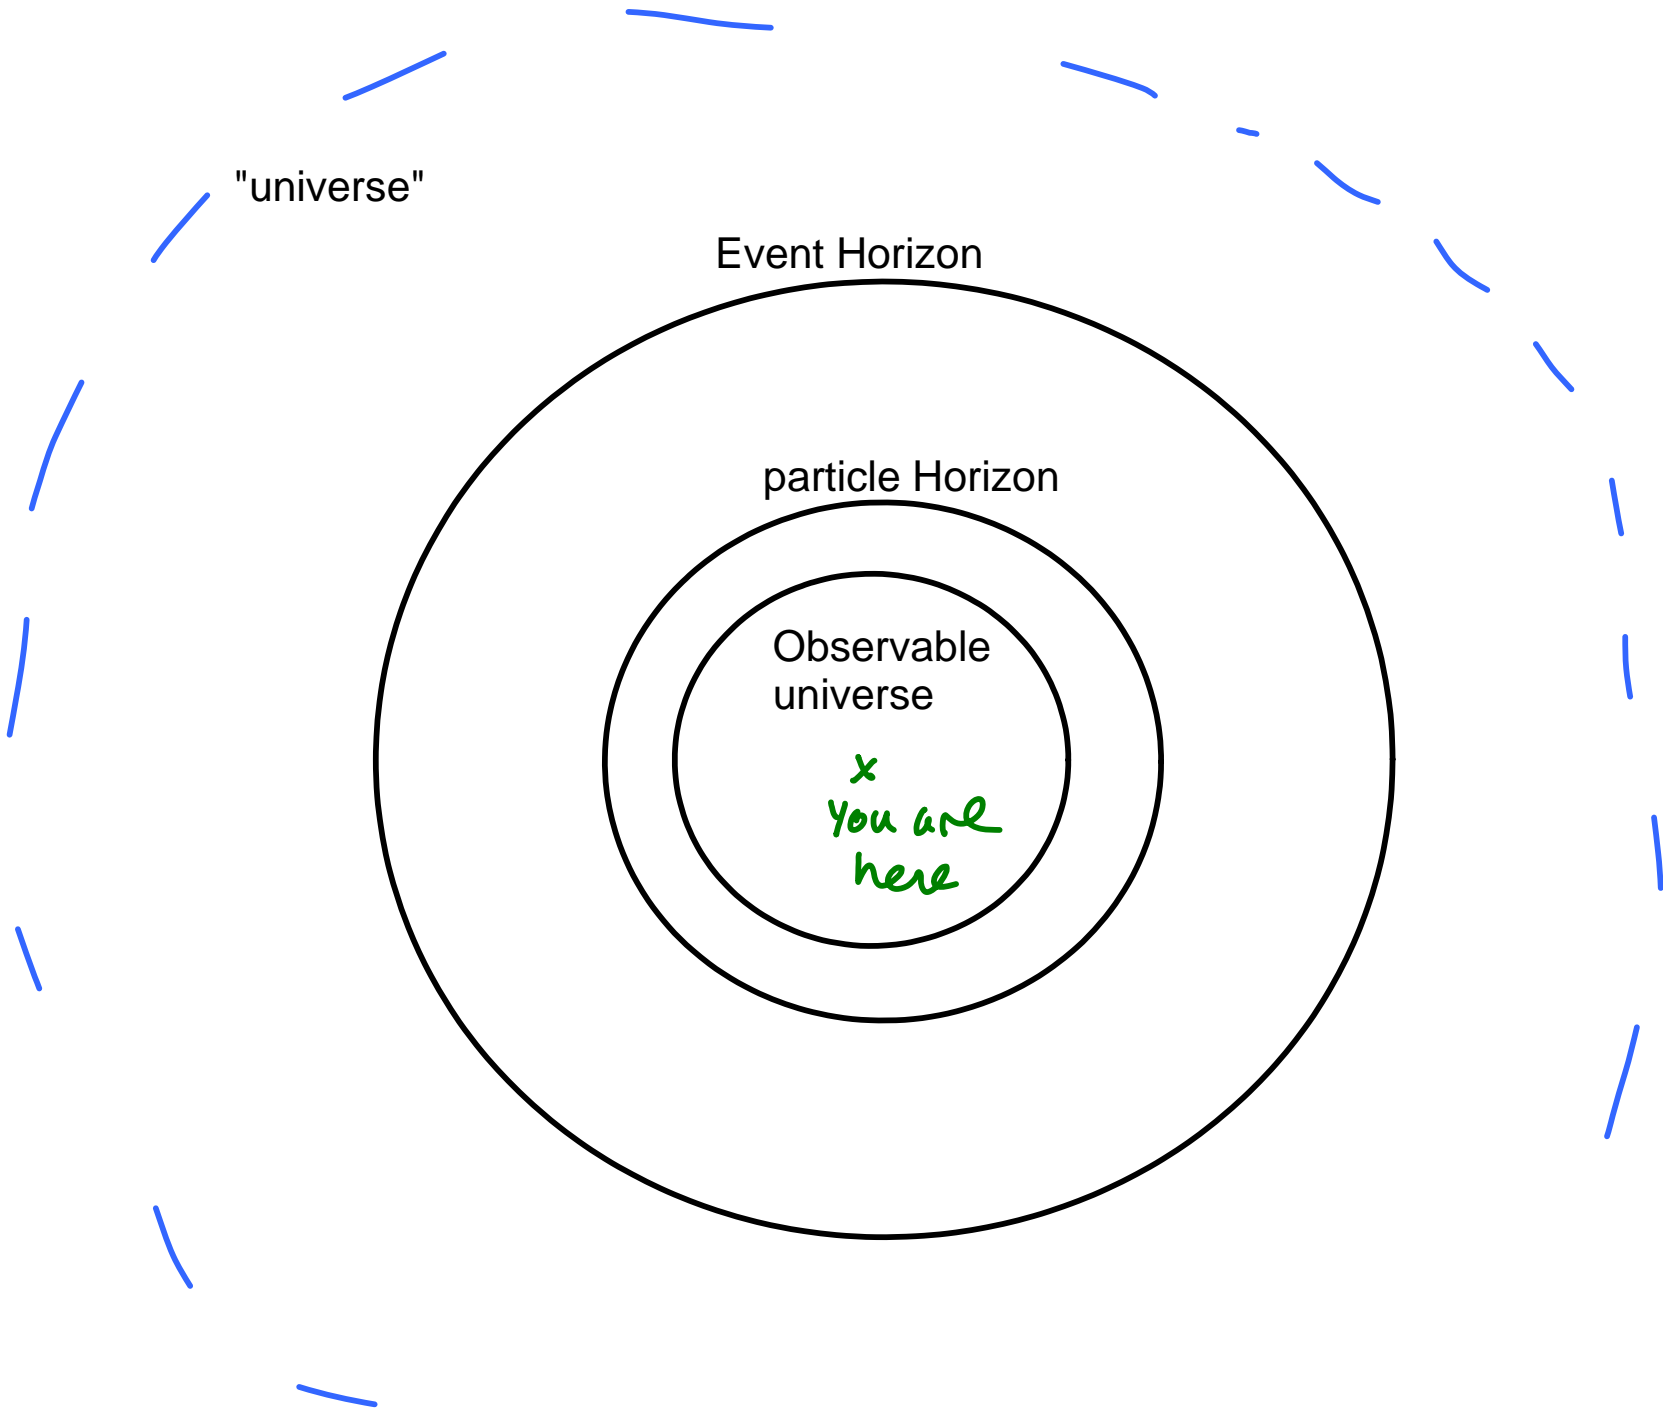 "universe"
Event Horizon
particle Horizon
Observable
universe
x
You are
here